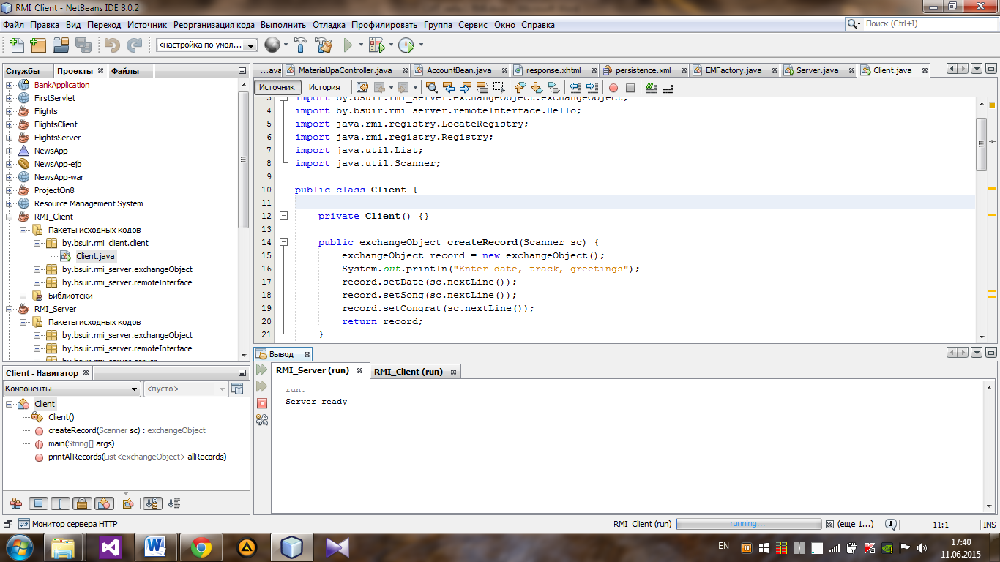 RMI_Client - NetBeans IDE 8.0.2
Файл Правка Вид Переход Источник Реорганизация кода Выполнить Отладка Профилировать Группа Сервис Окно Справка
Поиск (Ctrl+I)
<настройка по умол...
Службы Проекты Файлы
...ava MaterialJpaController.java AccountBean.java response.xhtml persistence.xml EMFactory.java Server.java Client.java
Источник История
BankApplication
FirstServlet
Flights
FlightsClient
FlightsServer
NewsApp
NewsApp-ejb
NewsApp-war
ProjectOn8
Resource Management System
RMI_Client
Пакеты исходных кодов
by.bsuir.rmi_client.client
Client.java
by.bsuir.rmi_server.exchangeObject
by.bsuir.rmi_server.remoteInterface
Библиотеки
RMI_Server
Пакеты исходных кодов
by.bsuir.rmi_server.exchangeObject
by.bsuir.rmi_server.remoteInterface
by.bsuir.rmi_server.server
3 import by.bsuir.rmi_server.exchangeObject.exchangeObject;
4 import by.bsuir.rmi_server.remoteInterface.Hello;
5 import java.rmi.registry.LocateRegistry;
6 import java.rmi.registry.Registry;
7 import java.util.List;
8 import java.util.Scanner;
9
10 public class Client {
11
12 private Client() {}
13
14 public exchangeObject createRecord(Scanner sc) {
15 exchangeObject record = new exchangeObject();
16 System.out.println("Enter date, track, greetings");
17 record.setDate(sc.nextLine());
18 record.setSong(sc.nextLine());
19 record.setCongrat(sc.nextLine());
20 return record;
21 }
Client - Навигатор
Компоненты <пусто>
Client
Client()
createRecord(Scanner sc) : exchangeObject
main(String[] args)
printAllRecords(List<exchangeObject> allRecords)
Вывод
RMI_Server (run) RMI_Client (run)
run:
Server ready
Монитор сервера HTTP
RMI_Client (run) running... (еще 1...) 1 11:1 INS
EN
17:40
11.06.2015